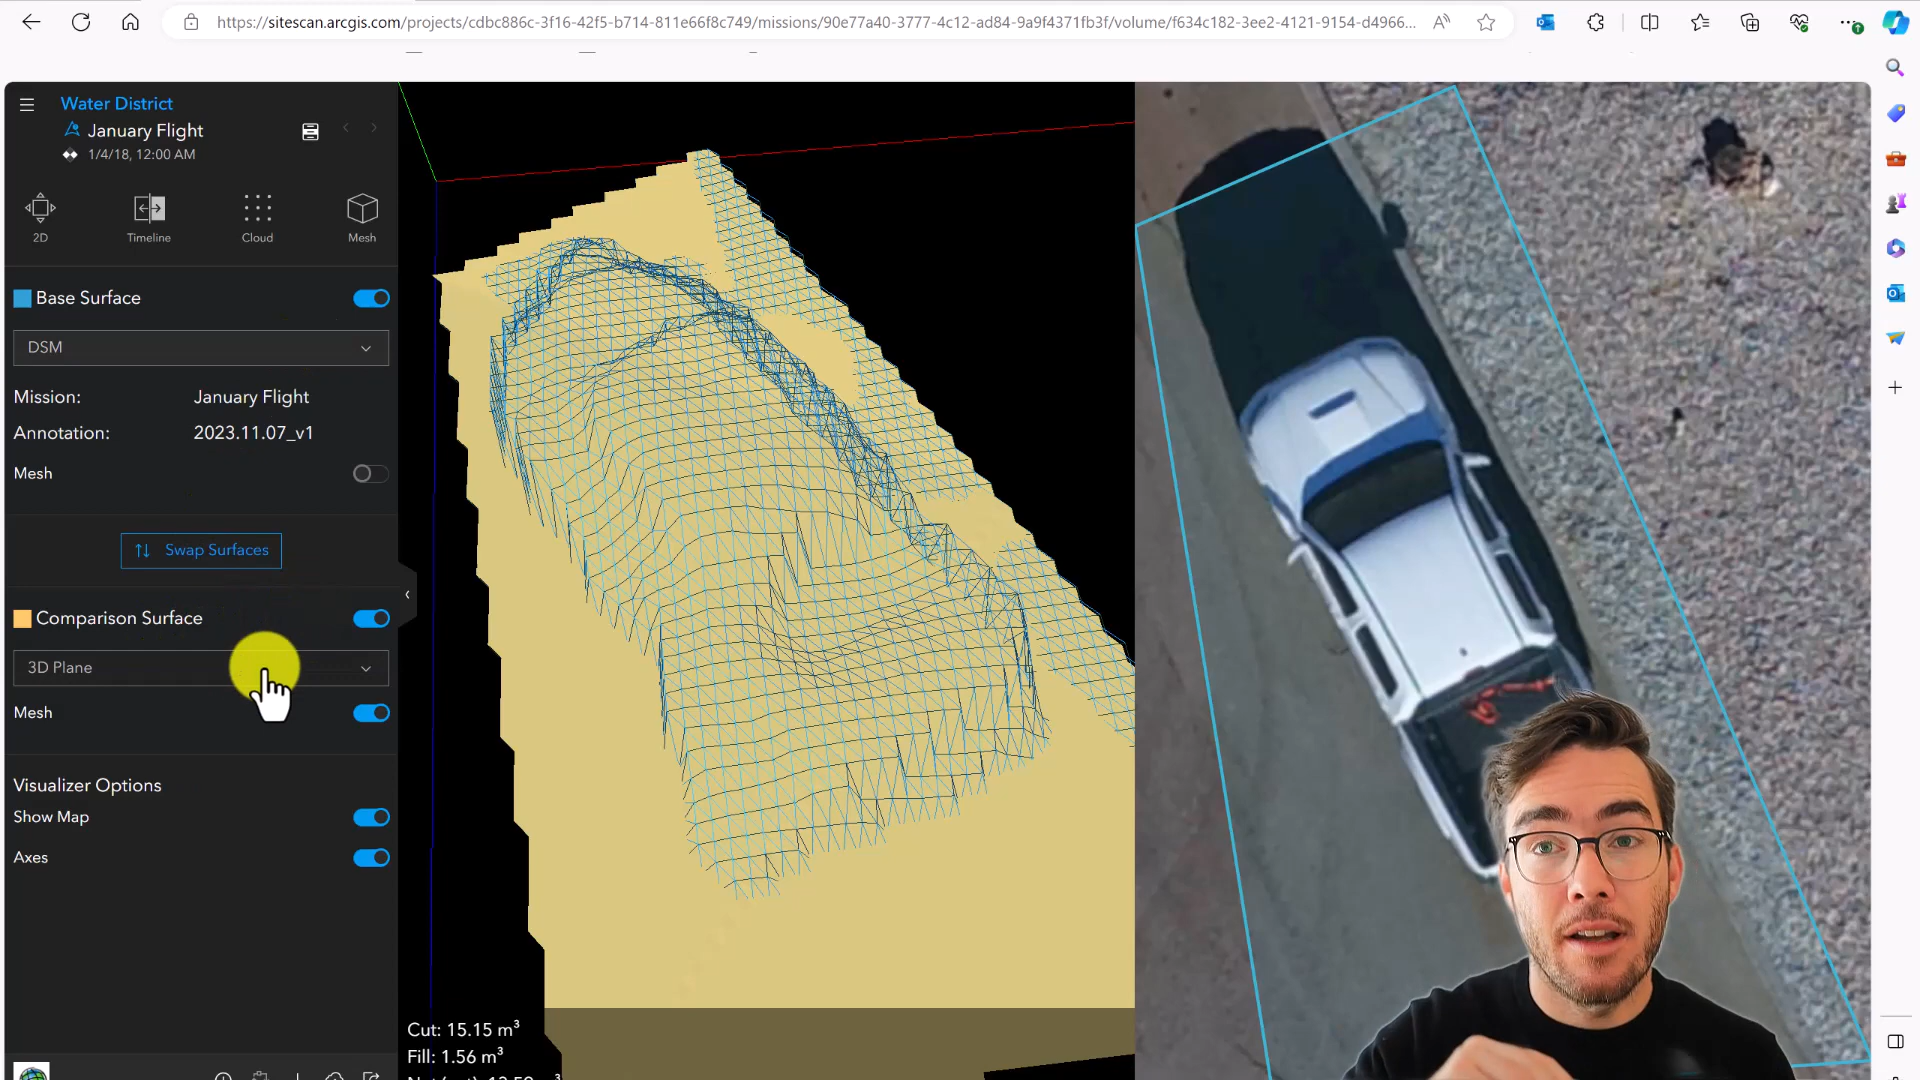 https://sitescan.arcgis.com/projects/cdbc886c-3f16-42f5-b714-811e66f8c749/missions/90e77a40-3777-4c12-ad84-9a9f4371fb3f/volume/f634c182-3ee2-4121-9154-d4966...
Water District
January Flight
1/4/18, 12:00 AM
2D
Timeline
Cloud
Mesh
Base Surface
DSM
Mission: January Flight
Annotation: 2023.11.07_v1
Mesh
Swap Surfaces
Comparison Surface
3D Plane
Mesh
Visualizer Options
Show Map
Axes
Cut: 15.15 m³
Fill: 1.56 m³